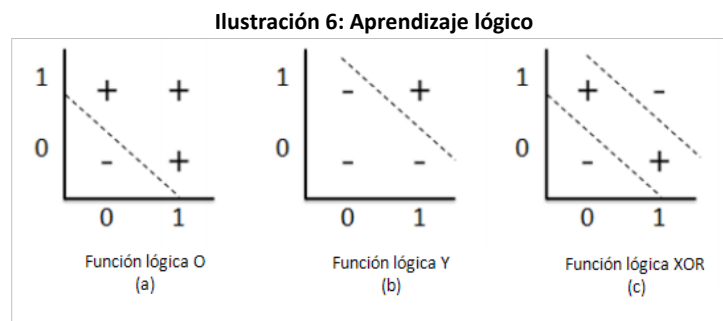 Ilustración 6: Aprendizaje lógico
1 + +
0 - +
0 1
Función lógica O
(a)
1 - +
0 - -
0 1
Función lógica Y
(b)
1 + -
0 - +
0 1
Función lógica XOR
(c)